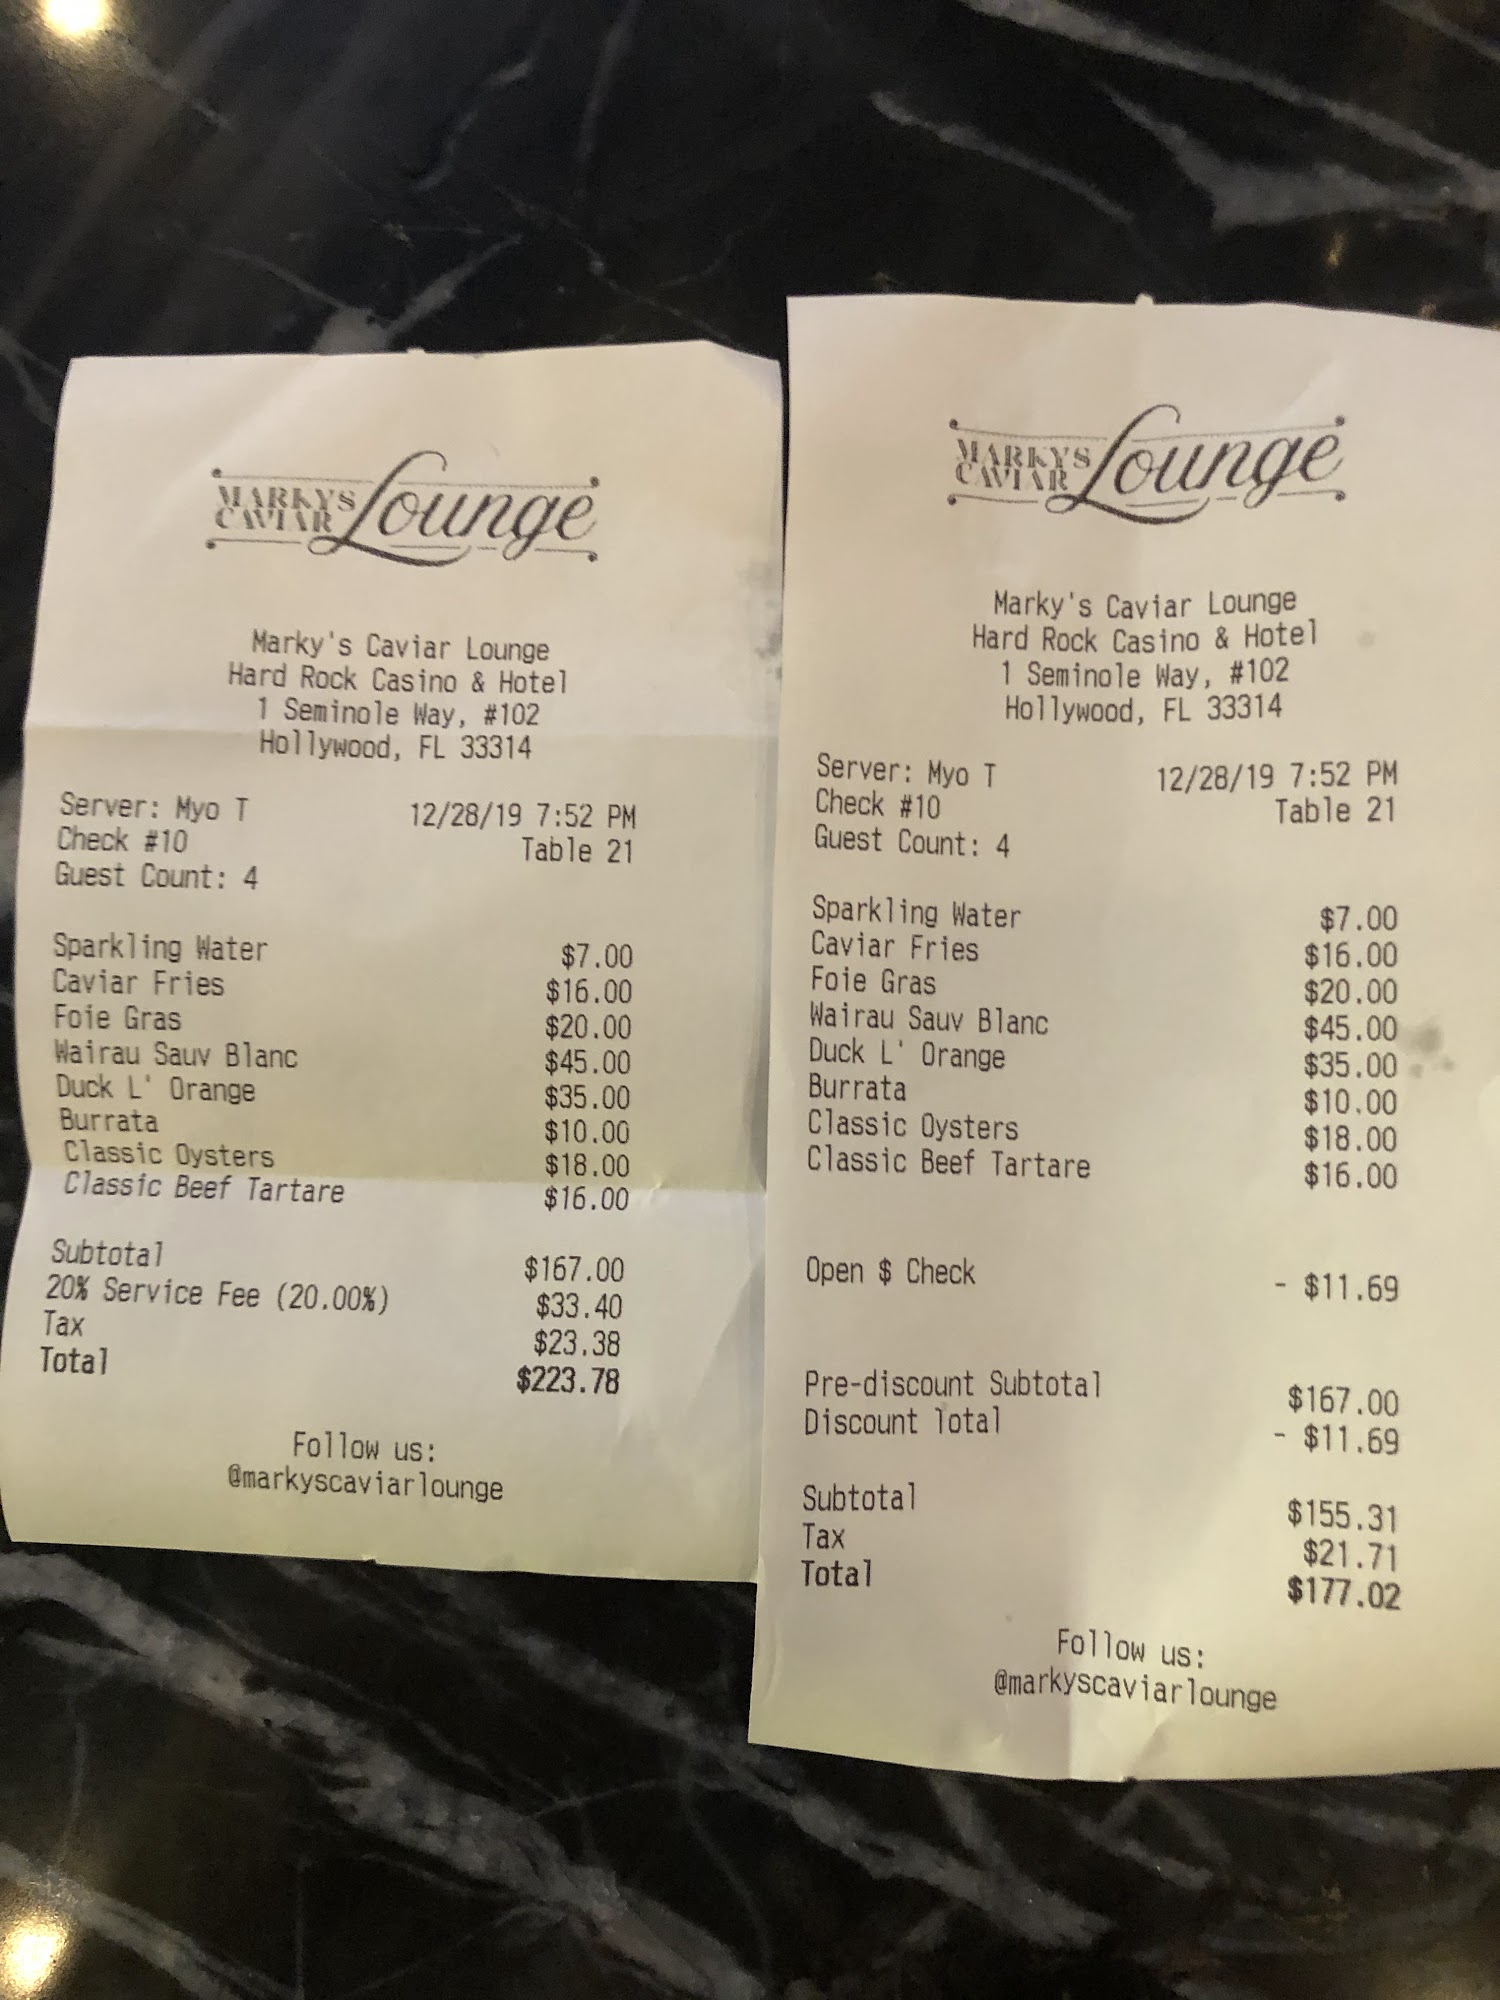 MARKYS
CAVIAR
Lounge
Marky's Caviar Lounge
Hard Rock Casino & Hotel
1 Seminole Way, #102
Hollywood, FL 33314
Server: Myo T 12/28/19 7:52 PM
Check #10 Table 21
Guest Count: 4
Sparkling Water $7.00
Caviar Fries $16.00
Foie Gras $20.00
Wairau Sauv Blanc $45.00
Duck L' Orange $35.00
Burrata $10.00
Classic Oysters $18.00
Classic Beef Tartare $16.00
Subtotal $167.00
20% Service Fee (20.00%) $33.40
Tax $23.38
Total $223.78
Follow us:
@markyscaviarlounge
MARKYS
CAVIAR
Lounge
Marky's Caviar Lounge
Hard Rock Casino & Hotel
1 Seminole Way, #102
Hollywood, FL 33314
Server: Myo T 12/28/19 7:52 PM
Check #10 Table 21
Guest Count: 4
Sparkling Water $7.00
Caviar Fries $16.00
Foie Gras $20.00
Wairau Sauv Blanc $45.00
Duck L' Orange $35.00
Burrata $10.00
Classic Oysters $18.00
Classic Beef Tartare $16.00
Open $ Check - $11.69
Pre-discount Subtotal $167.00
Discount Total - $11.69
Subtotal $155.31
Tax $21.71
Total $177.02
Follow us:
@markyscaviarlounge